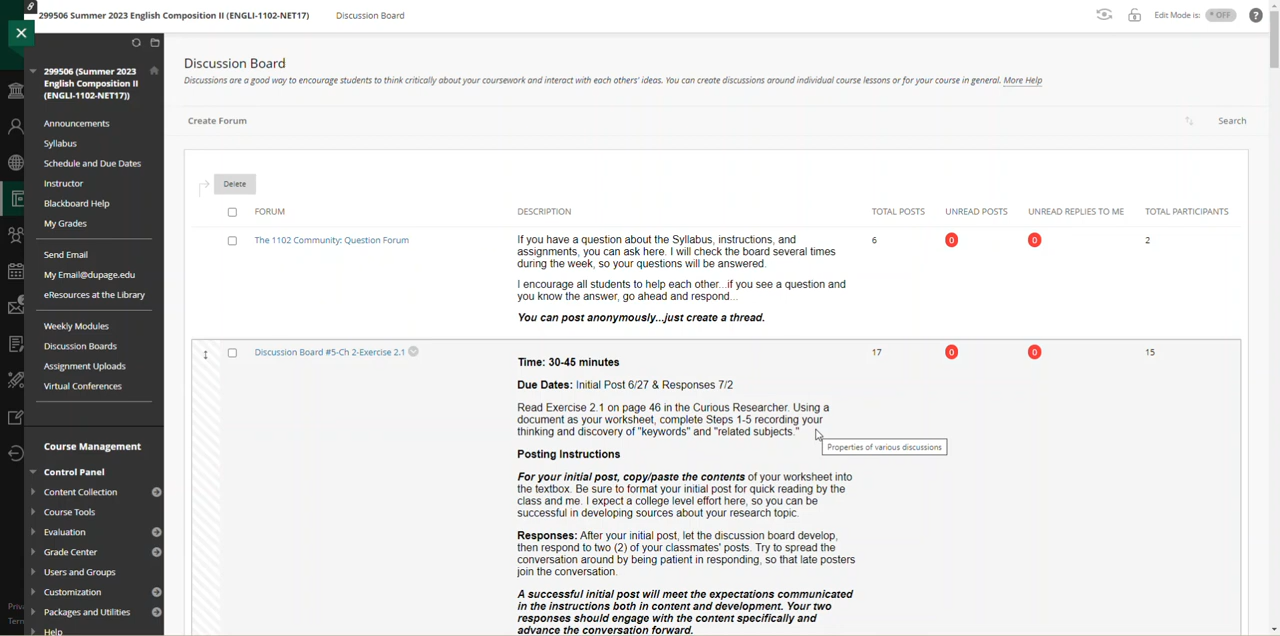 299506 Summer 2023 English Composition II (ENGLI-1102-NET17)
Discussion Board
Edit Mode is:
OFF
?
299506 (Summer 2023
English Composition II
(ENGLI-1102-NET17))
Announcements
Syllabus
Schedule and Due Dates
Instructor
Blackboard Help
My Grades
Send Email
My Email@dupage.edu
eResources at the Library
Weekly Modules
Discussion Boards
Assignment Uploads
Virtual Conferences
Course Management
Control Panel
Content Collection
Course Tools
Evaluation
Grade Center
Users and Groups
Customization
Packages and Utilities
Help
Discussion Board
Discussions are a good way to encourage students to think critically about your coursework and interact with each others' ideas. You can create discussions around individual course lessons or for your course in general. More Help
Create Forum
Search
Delete
FORUM
DESCRIPTION
TOTAL POSTS
UNREAD POSTS
UNREAD REPLIES TO ME
TOTAL PARTICIPANTS
The 1102 Community: Question Forum
If you have a question about the Syllabus, instructions, and
assignments, you can ask here. I will check the board several times
during the week, so your questions will be answered.
I encourage all students to help each other...if you see a question and
you know the answer, go ahead and respond...
You can post anonymously...just create a thread.
6
0
0
2
Discussion Board #5-Ch 2-Exercise 2.1
Time: 30-45 minutes
Due Dates: Initial Post 6/27 & Responses 7/2
Read Exercise 2.1 on page 46 in the Curious Researcher. Using a
document as your worksheet, complete Steps 1-5 recording your
thinking and discovery of "keywords" and "related subjects."
Posting Instructions
For your initial post, copy/paste the contents of your worksheet into
the textbox. Be sure to format your initial post for quick reading by the
class and me. I expect a college level effort here, so you can be
successful in developing sources about your research topic.
Responses: After your initial post, let the discussion board develop,
then respond to two (2) of your classmates' posts. Try to spread the
conversation around by being patient in responding, so that late posters
join the conversation.
A successful initial post will meet the expectations communicated
in the instructions both in content and development. Your two
responses should engage with the content specifically and
advance the conversation forward.
17
0
0
15
Properties of various discussions
Priv
Tern